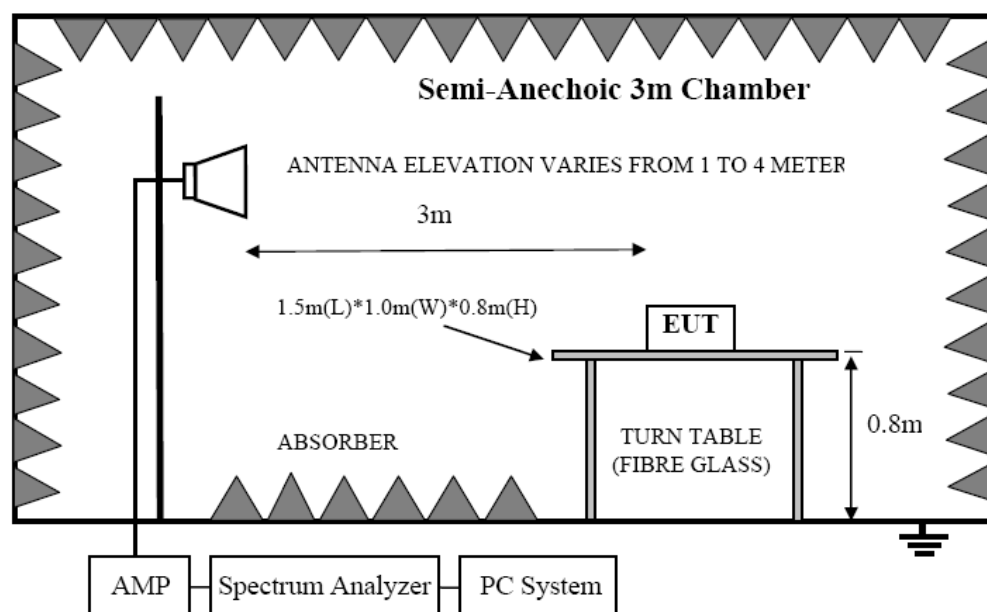 Semi-Anechoic 3m Chamber
ANTENNA ELEVATION VARIES FROM 1 TO 4 METER
3m
1.5m(L)*1.0m(W)*0.8m(H)
EUT
0.8m
ABSORBER
TURN TABLE
(FIBRE GLASS)
AMP
Spectrum Analyzer
PC System